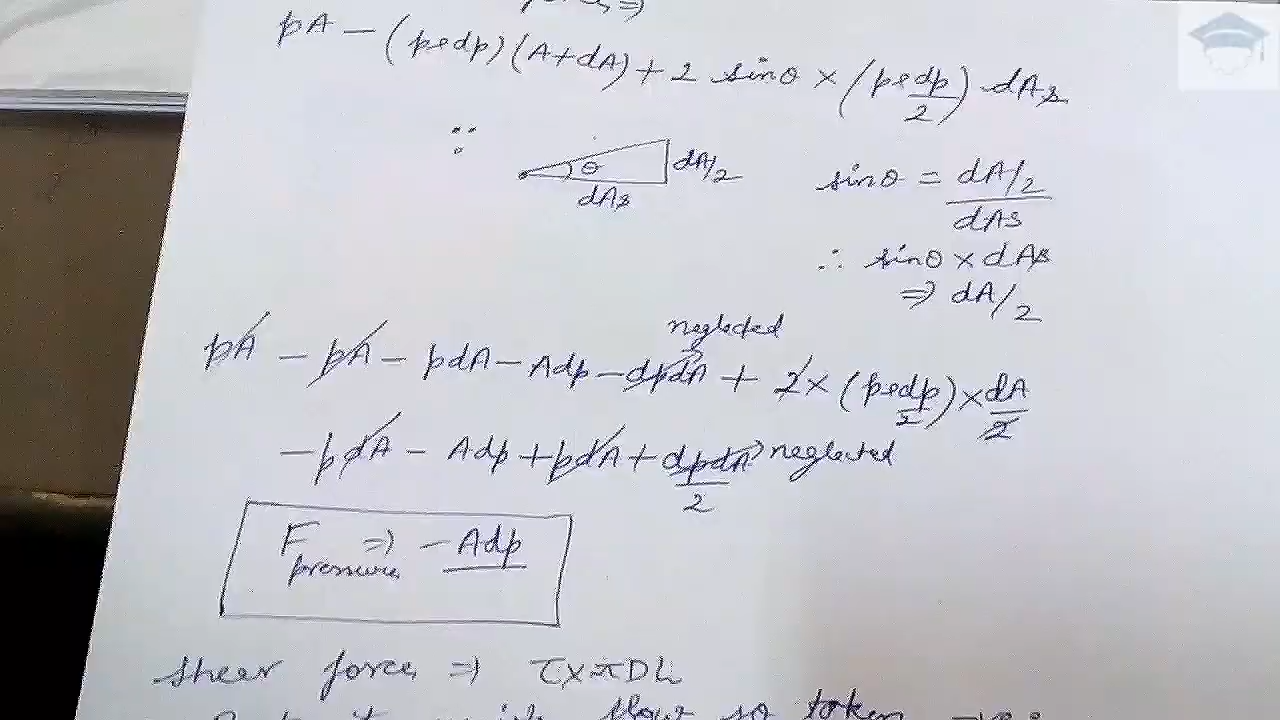 pA − (p+dp)(A+dA) + 2 sinθ × (p+dp/2) dAs
∵
θ
dA/2
dAs
sinθ = dA/2 / dAs
∴ sinθ × dAs
⇒ dA/2
neglected
pA − pA − pdA − Adp − dpdA + 2 × (p+dp/2) × dA/2
− pdA − Adp + pdA + dpdA/2 → neglected
F pressure ⇒ − Adp
shear force ⇒ τ × πDL